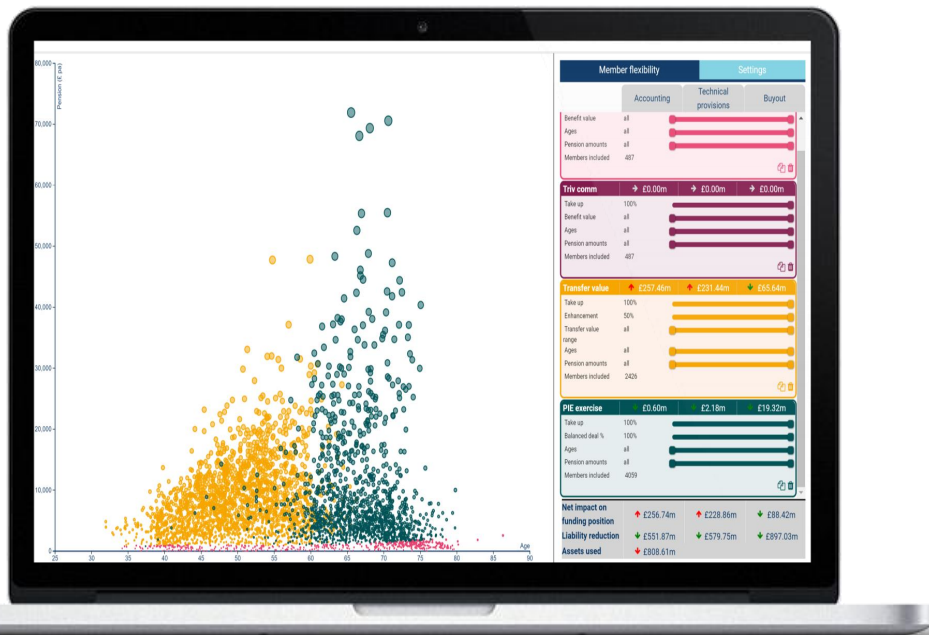 Member flexibility Settings
Accounting Technical provisions Buyout
Benefit value all
Ages all
Pension amounts all
Members included 487
Triv comm → £0.00m → £0.00m → £0.00m
Take up 100%
Benefit value all
Ages all
Pension amounts all
Members included 487
Transfer value ↑ £257.46m ↑ £231.44m ↓ £65.64m
Take up 100%
Enhancement 50%
Transfer value range all
Ages all
Pension amounts all
Members included 2426
PIE exercise ↓ £0.60m ↓ £2.18m ↓ £19.32m
Take up 100%
Balanced deal % 100%
Ages all
Pension amounts all
Members included 4059
Net impact on funding position ↑ £256.74m ↑ £228.86m ↓ £88.42m
Liability reduction ↓ £551.87m ↓ £579.75m ↓ £897.03m
Assets used ↓ £808.61m
Pension (£ pa)
80,000
70,000
60,000
50,000
40,000
30,000
20,000
10,000
0
25 30 35 40 45 50 55 60 65 70 75 80 85 90
Age